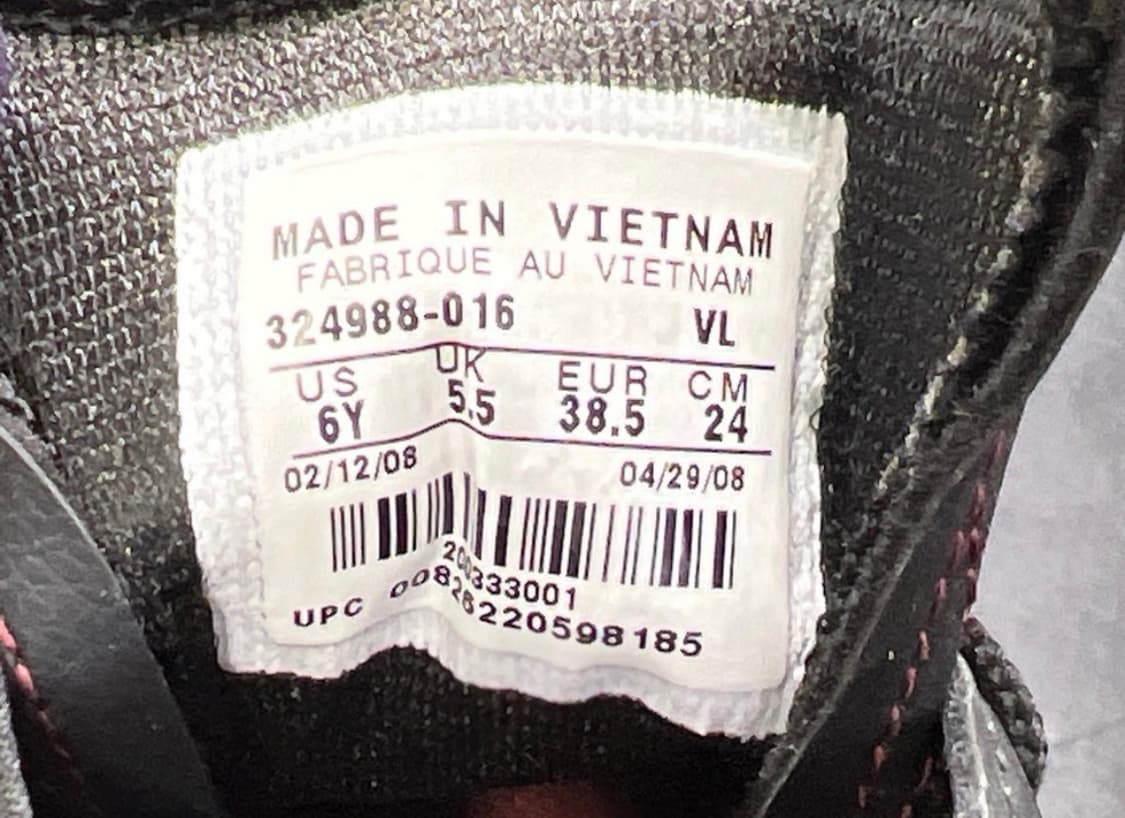 MADE IN VIETNAM
FABRIQUE AU VIETNAM
324988-016 VL
US UK EUR CM
6Y 5.5 38.5 24
02/12/08 04/29/08
200333001
UPC 00826220598185